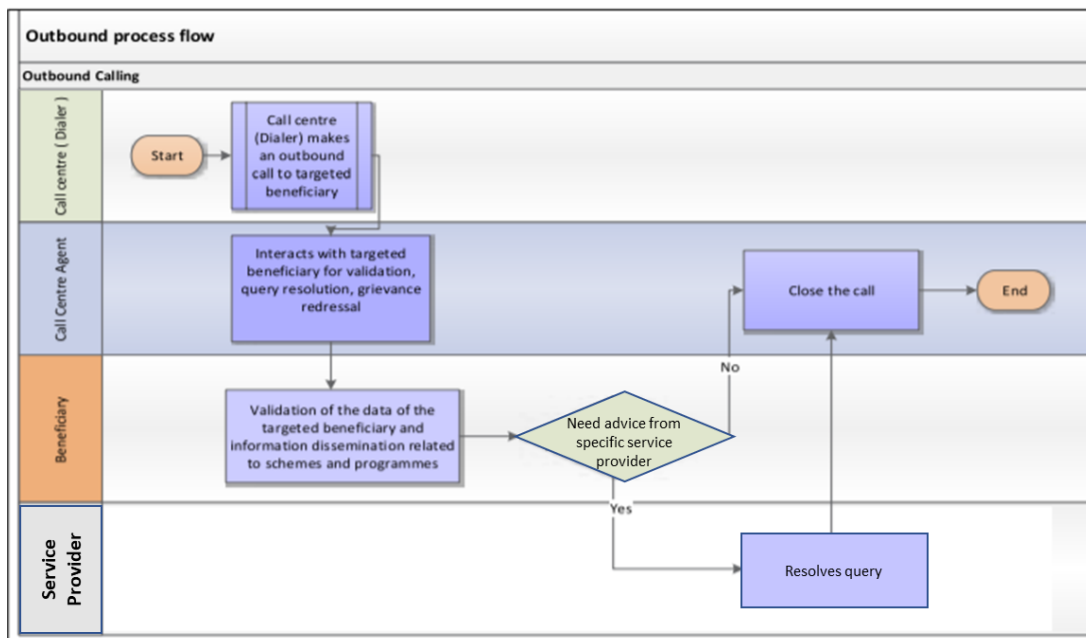 Outbound process flow
Outbound Calling
Call centre ( Dialer )
Start
Call centre
(Dialer) makes
an outbound
call to targeted
beneficiary
Call Centre Agent
Interacts with targeted
beneficiary for validation,
query resolution, grievance
redressal
Close the call
End
No
Beneficiary
Validation of the data of the
targeted beneficiary and
information dissemination related
to schemes and programmes
Need advice from
specific service
provider
Yes
Service
Provider
Resolves query